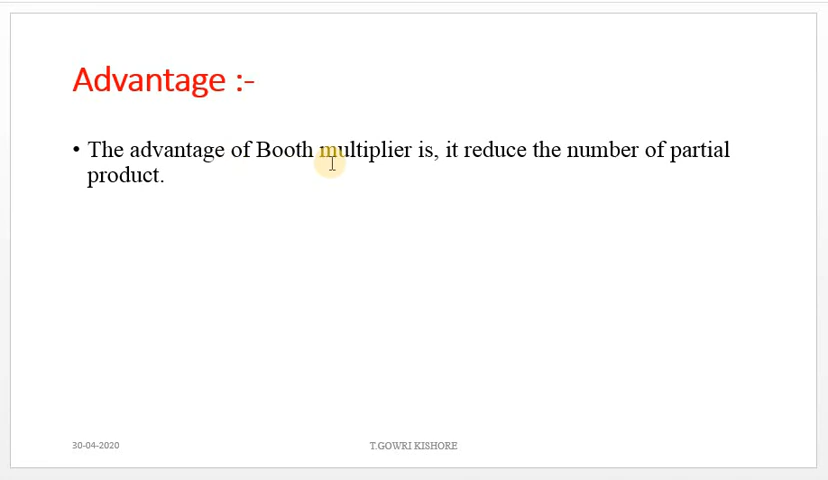 Advantage :-
• The advantage of Booth multiplier is, it reduce the number of partial
product.
30-04-2020
T.GOWRI KISHORE